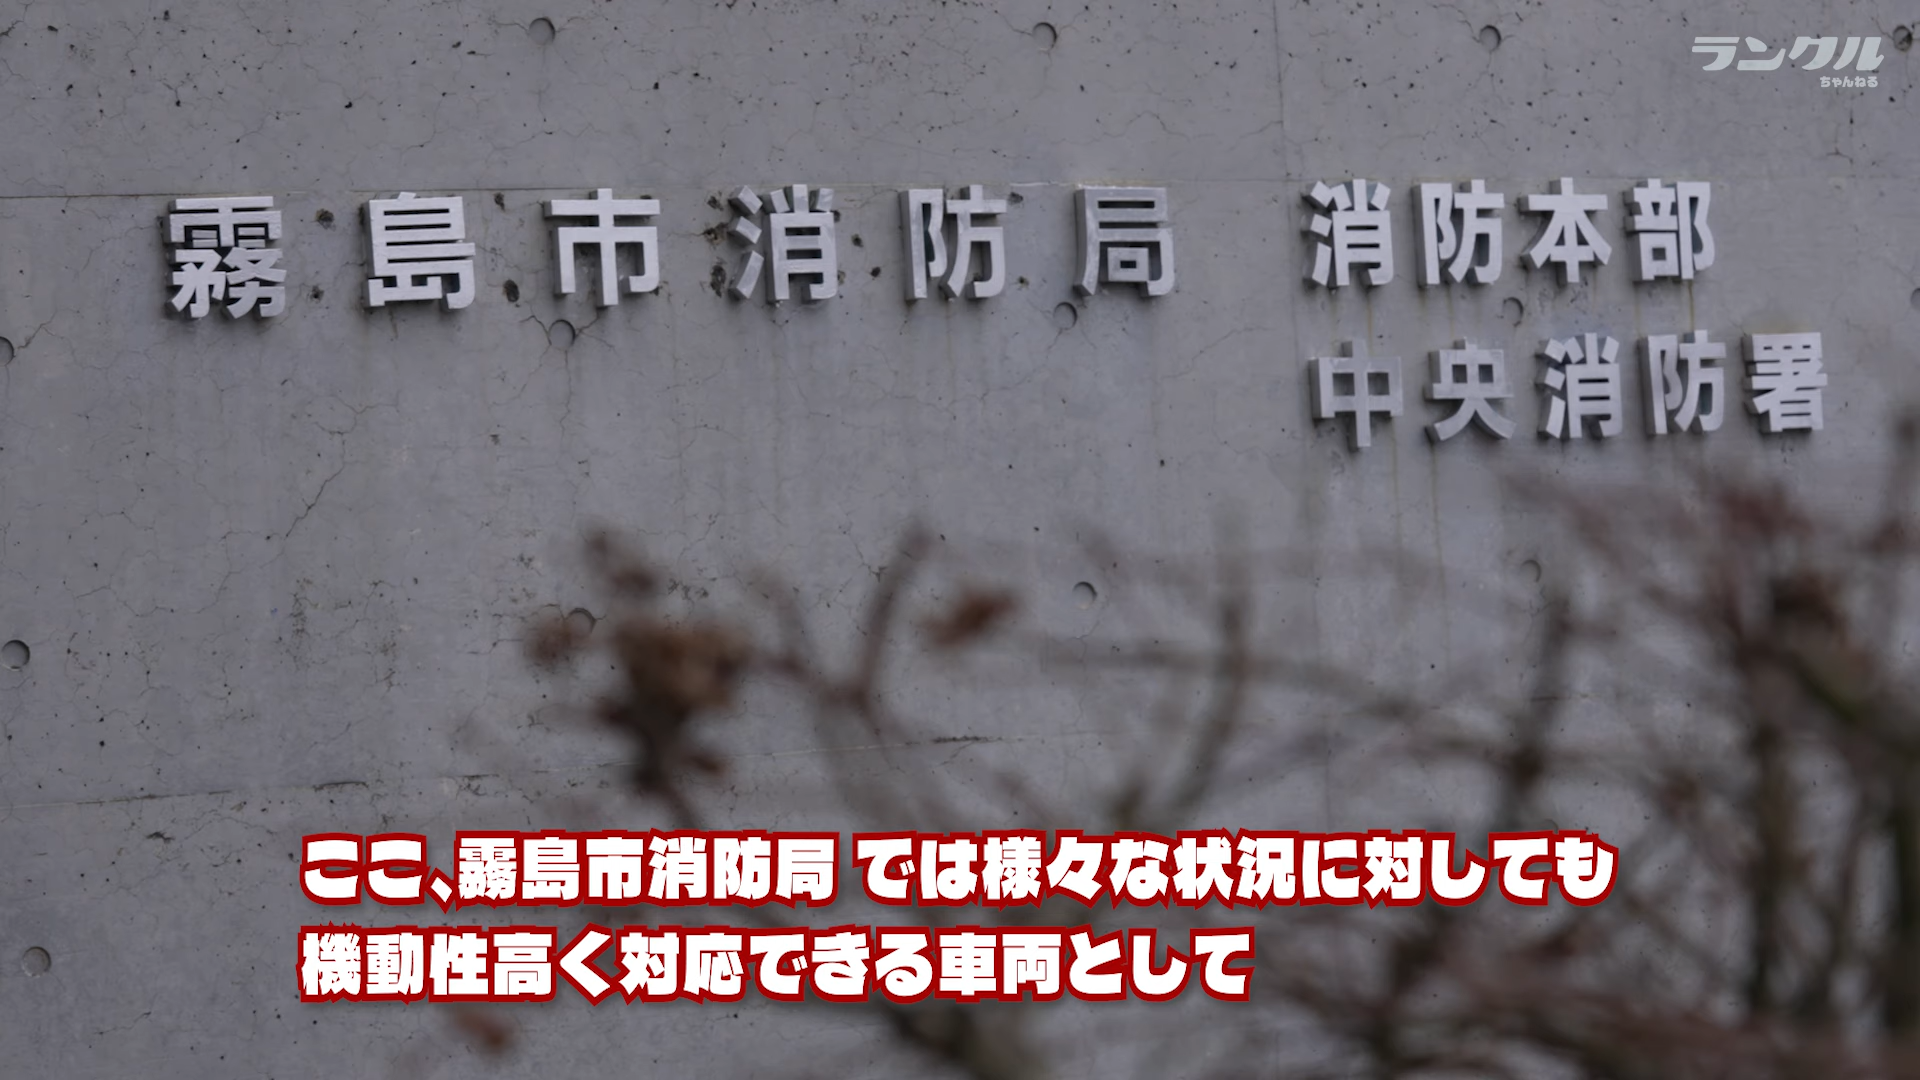 ランクル
ちゃんねる
霧島市消防局 消防本部
中央消防署
ここ、霧島市消防局 では様々な状況に対しても
機動性高く対応できる車両として